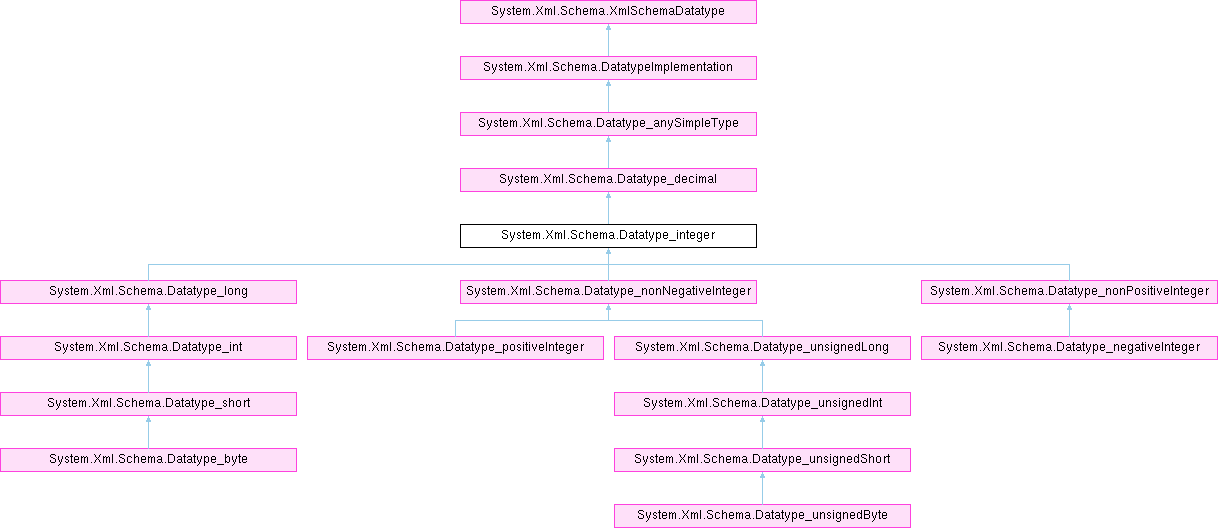 System.Xml.Schema.XmlSchemaDatatype
System.Xml.Schema.DatatypeImplementation
System.Xml.Schema.Datatype_anySimpleType
System.Xml.Schema.Datatype_decimal
System.Xml.Schema.Datatype_integer
System.Xml.Schema.Datatype_long
System.Xml.Schema.Datatype_nonNegativeInteger
System.Xml.Schema.Datatype_nonPositiveInteger
System.Xml.Schema.Datatype_int
System.Xml.Schema.Datatype_positiveInteger
System.Xml.Schema.Datatype_unsignedLong
System.Xml.Schema.Datatype_negativeInteger
System.Xml.Schema.Datatype_short
System.Xml.Schema.Datatype_unsignedInt
System.Xml.Schema.Datatype_byte
System.Xml.Schema.Datatype_unsignedShort
System.Xml.Schema.Datatype_unsignedByte